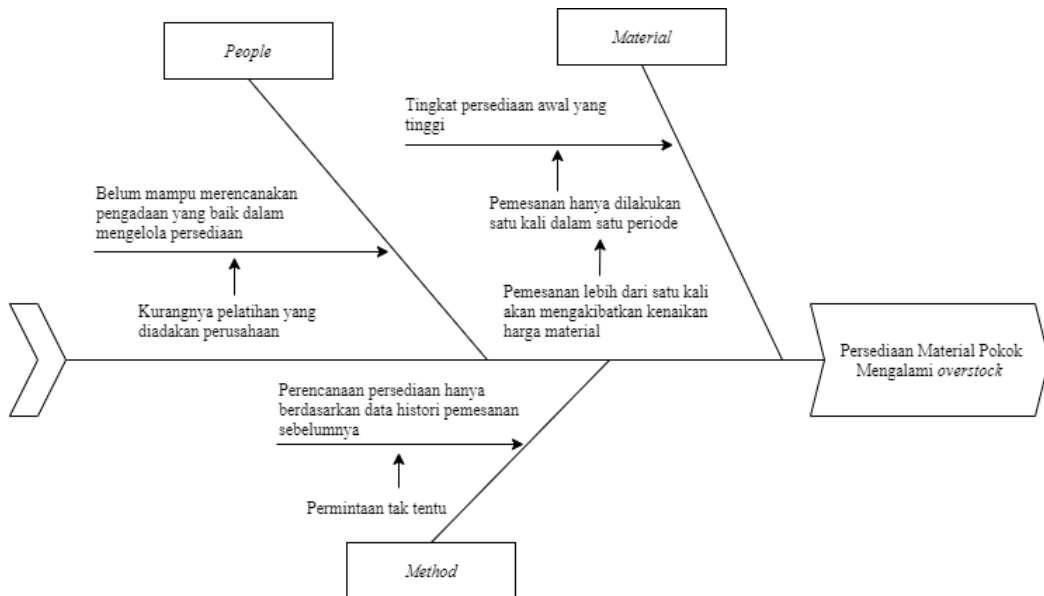 People
Material
Tingkat persediaan awal yang
tinggi
Belum mampu merencanakan
pengadaan yang baik dalam
mengelola persediaan
Pemesanan hanya dilakukan
satu kali dalam satu periode
Kurangnya pelatihan yang
diadakan perusahaan
Pemesanan lebih dari satu kali
akan mengakibatkan kenaikan
harga material
Persediaan Material Pokok
Mengalami overstock
Perencanaan persediaan hanya
berdasarkan data histori pemesanan
sebelumnya
Permintaan tak tentu
Method